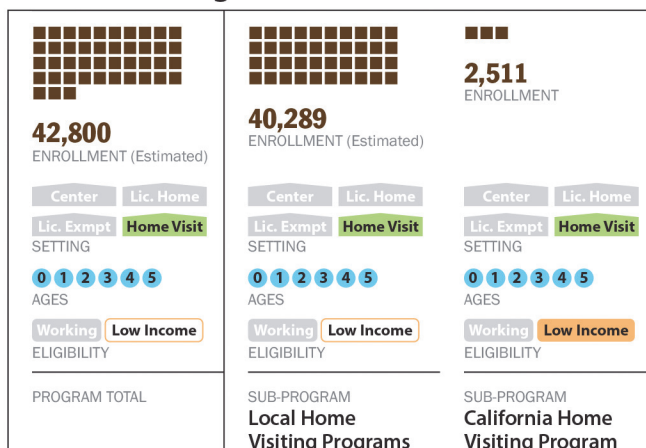 42,800
ENROLLMENT (Estimated)
Center Lic. Home
Lic. Exmpt Home Visit
SETTING
0 1 2 3 4 5
AGES
Working Low Income
ELIGIBILITY
PROGRAM TOTAL
40,289
ENROLLMENT (Estimated)
Center Lic. Home
Lic. Exmpt Home Visit
SETTING
0 1 2 3 4 5
AGES
Working Low Income
ELIGIBILITY
SUB-PROGRAM
Local Home
Visiting Programs
2,511
ENROLLMENT
Center Lic. Home
Lic. Exmpt Home Visit
SETTING
0 1 2 3 4 5
AGES
Working Low Income
ELIGIBILITY
SUB-PROGRAM
California Home
Visiting Program